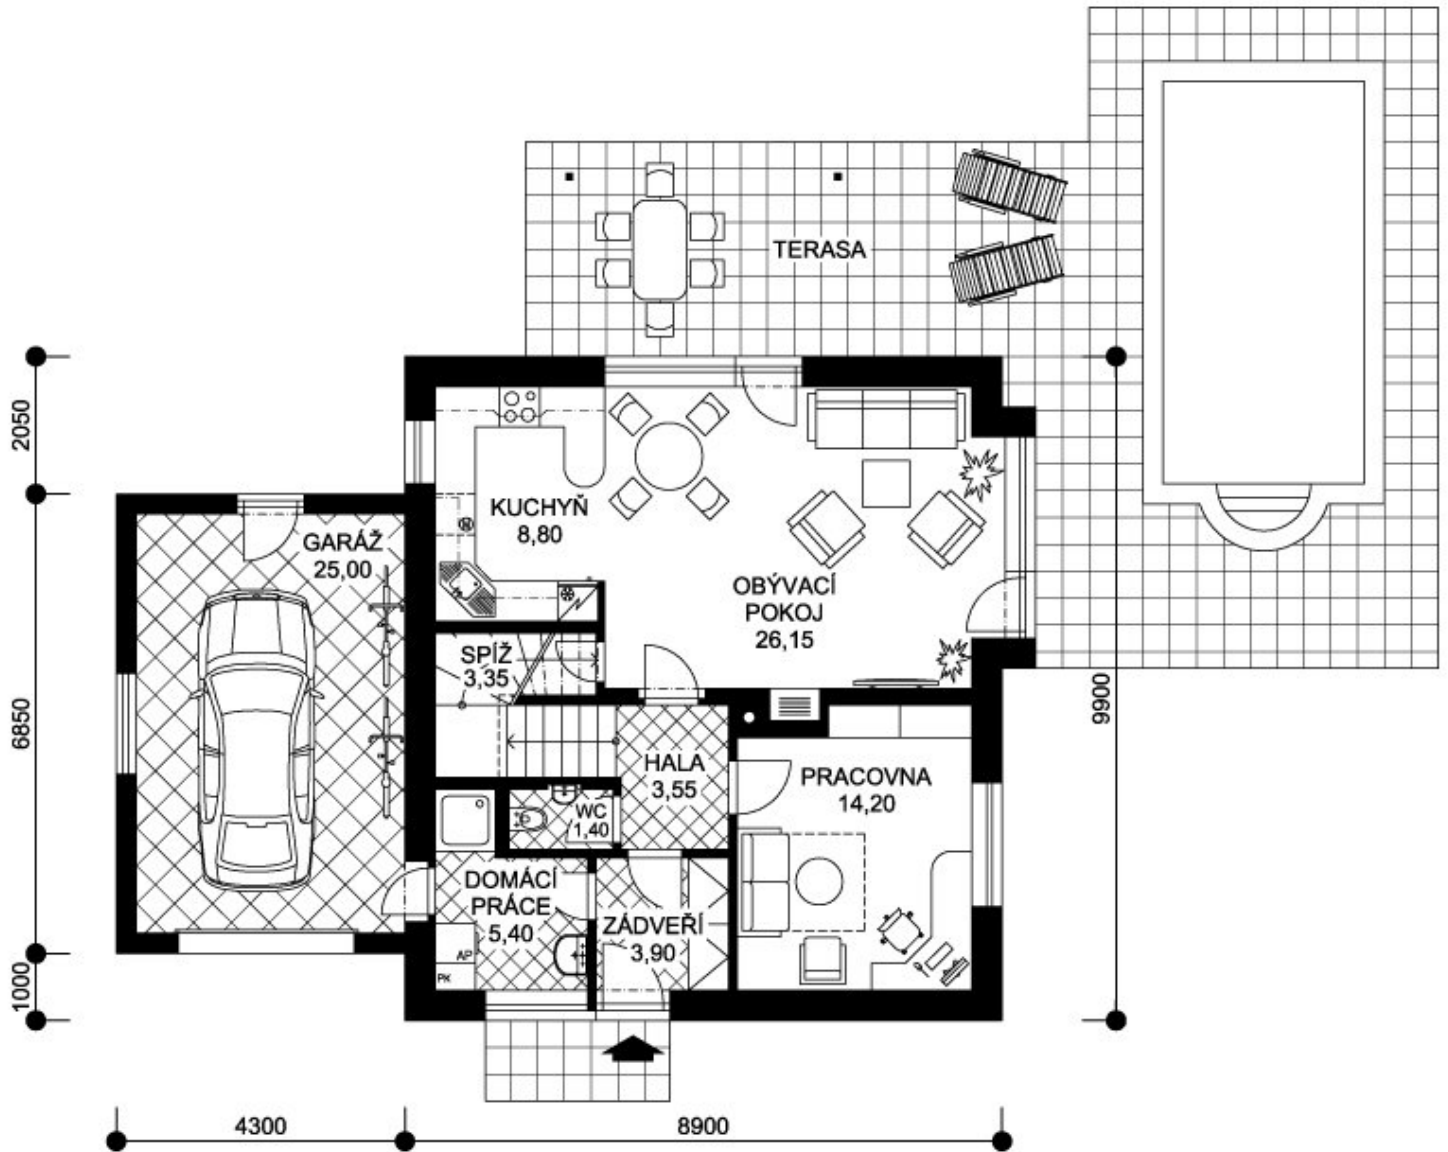 TERASA
2050
KUCHYŇ
8,80
GARÁŽ
25,00
OBÝVACÍ
POKOJ
26,15
SPÍŽ
3,35
6850
9900
HALA
3,55
PRACOVNA
14,20
WC
1,40
DOMÁCÍ
PRÁCE
5,40
ZÁDVEŘÍ
3,90
AP
PK
1000
4300
8900